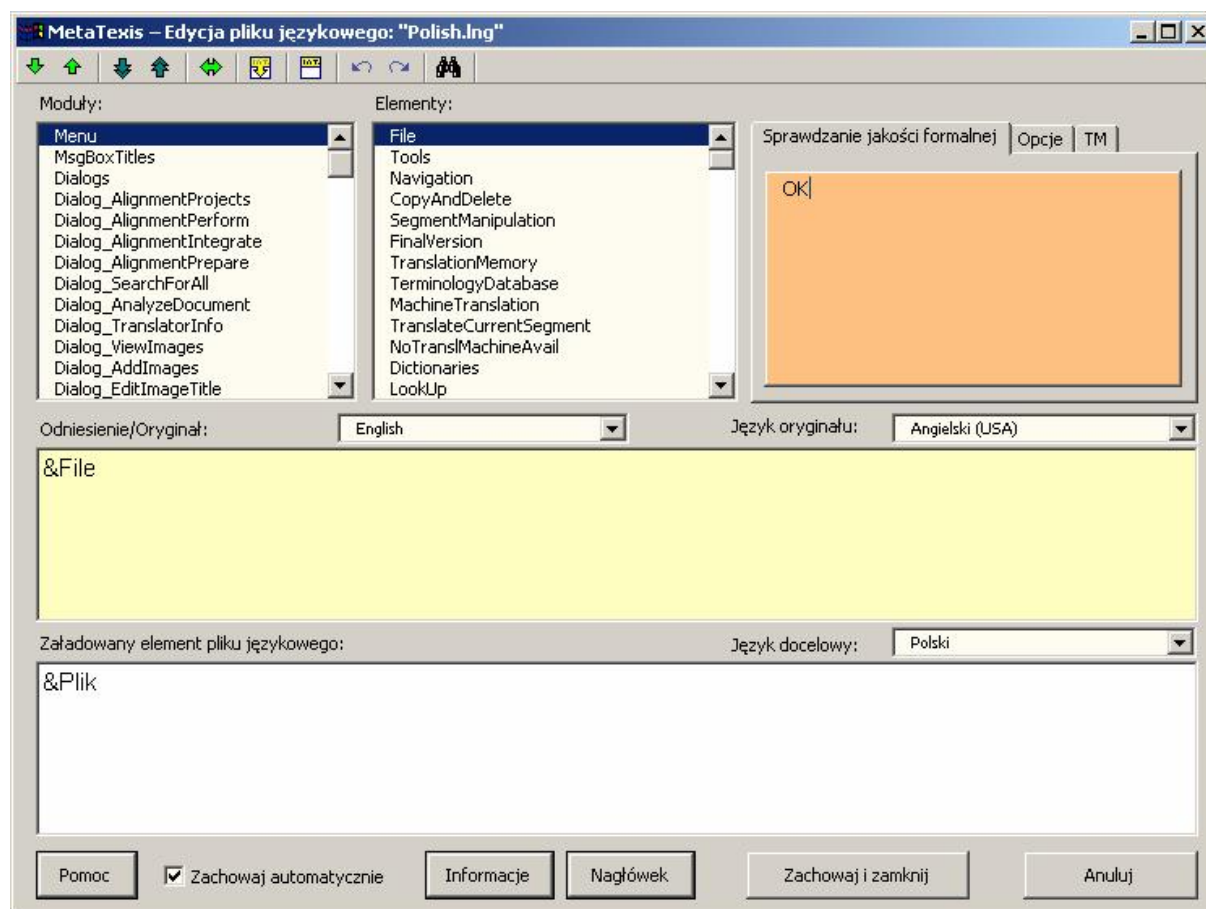 MetaTexis – Edycja pliku językowego: "Polish.lng"
Moduły:
Elementy:
Menu
MsgBoxTitles
Dialogs
Dialog_AlignmentProjects
Dialog_AlignmentPerform
Dialog_AlignmentIntegrate
Dialog_AlignmentPrepare
Dialog_SearchForAll
Dialog_AnalyzeDocument
Dialog_TranslatorInfo
Dialog_ViewImages
Dialog_AddImages
Dialog_EditImageTitle
File
Tools
Navigation
CopyAndDelete
SegmentManipulation
FinalVersion
TranslationMemory
TerminologyDatabase
MachineTranslation
TranslateCurrentSegment
NoTranslMachineAvail
Dictionaries
LookUp
Sprawdzanie jakości formalnej Opcje TM
OK
Odniesienie/Oryginał: English Język oryginału: Angielski (USA)
&File
Załadowany element pliku językowego: Język docelowy: Polski
&Plik
Pomoc Zachowaj automatycznie Informacje Nagłówek Zachowaj i zamknij Anuluj